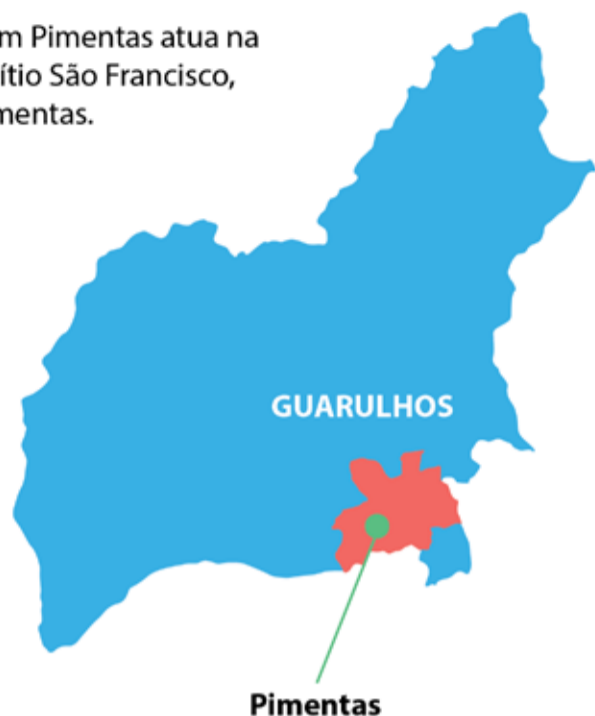 m Pimentas atua na
ítio São Francisco,
mentas.
GUARULHOS
Pimentas